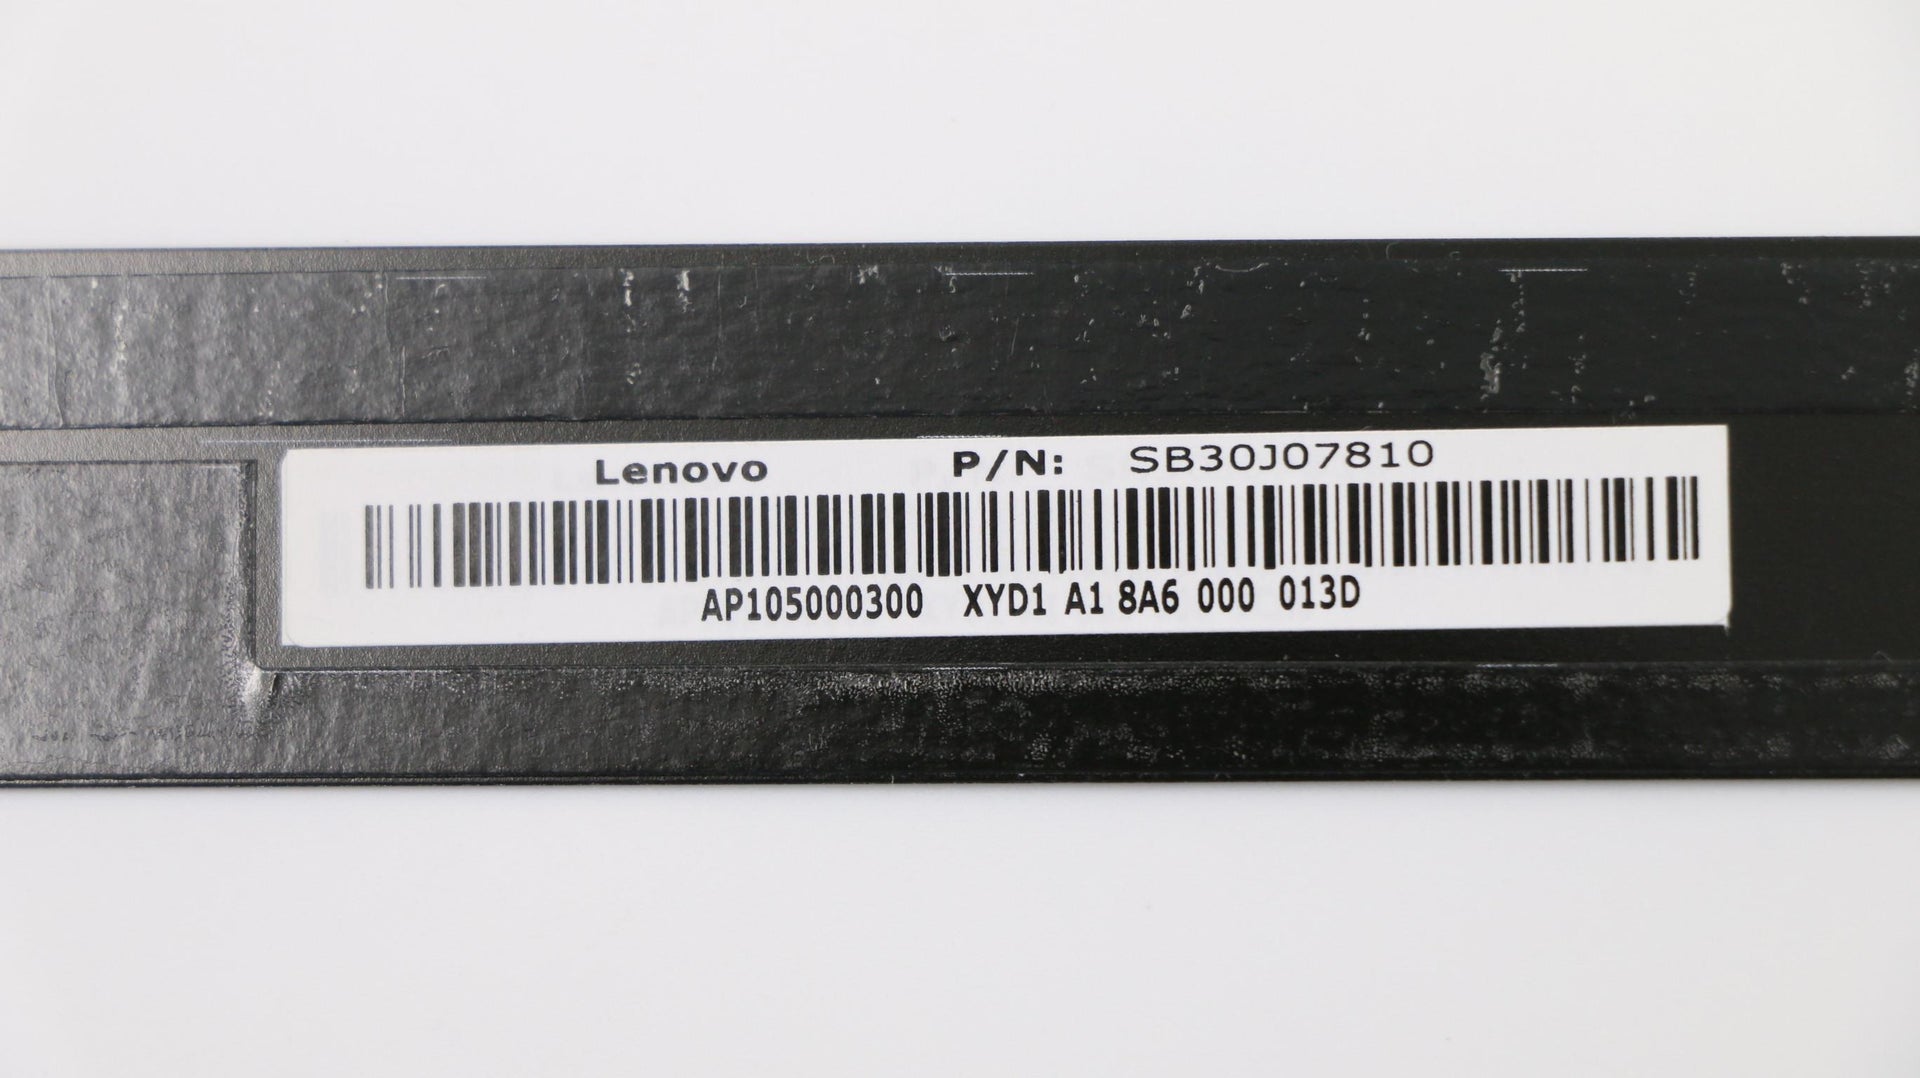 Lenovo P/N: SB30J07810
AP105000300 XYD1 A1 8A6 000 013D